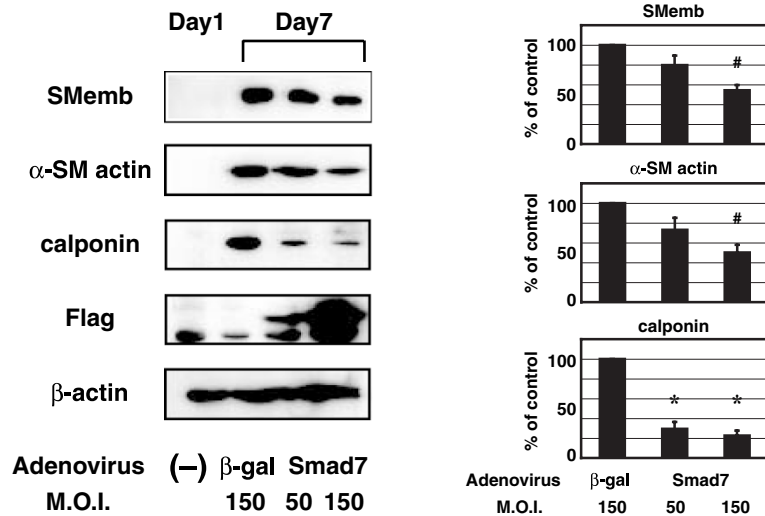 Day1 Day7
SMemb
α-SM actin
calponin
Flag
β-actin
Adenovirus (−) β-gal Smad7
M.O.I. 150 50 150
SMemb
% of control
100
50
0
#
α-SM actin
% of control
100
50
0
#
calponin
% of control
100
50
0
* *
Adenovirus β-gal Smad7
M.O.I. 150 50 150